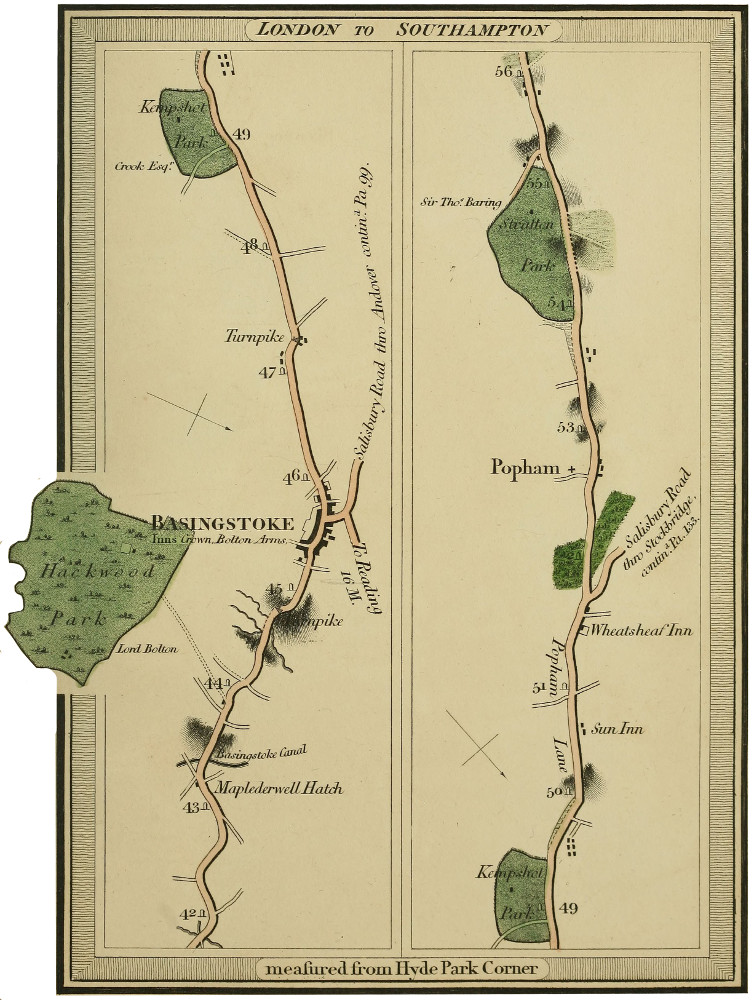 LONDON TO SOUTHAMPTON
Kempshot
Park
49
Crook Esqr.
48
Turnpike
47
Salisbury Road thro Andover contind. Pa. 99.
46
BASINGSTOKE
Inns Crown, Bolton Arms.
To Reading
16 M.
Hackwood
Park
Lord Bolton
45
Turnpike
44
Basingstoke Canal
Maplederwell Hatch
43
42
56
55
Sir Thos. Baring
Stratton
Park
54
53
Popham
Salisbury Road
thro Stockbridge,
contind. Pa. 133.
Wheatsheaf Inn
Popham
51
Sun Inn
Lane
50
Kempshot
Park
49
meaſured from Hyde Park Corner